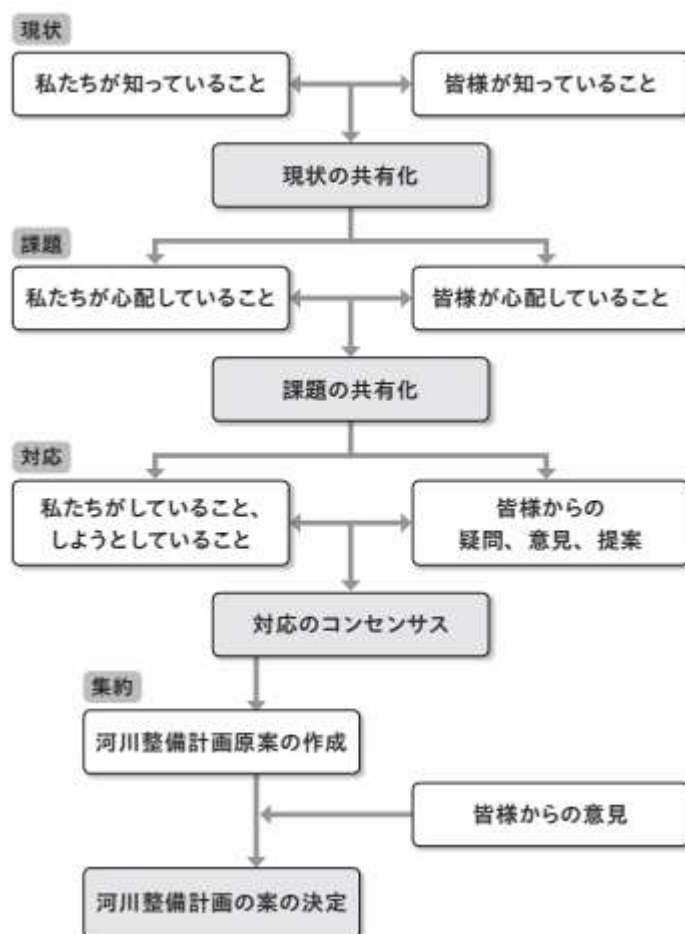 現状
私たちが知っていること
皆様が知っていること
現状の共有化
課題
私たちが心配していること
皆様が心配していること
課題の共有化
対応
私たちがしていること、
しようとしていること
皆様からの
疑問、意見、提案
対応のコンセンサス
集約
河川整備計画原案の作成
皆様からの意見
河川整備計画の案の決定